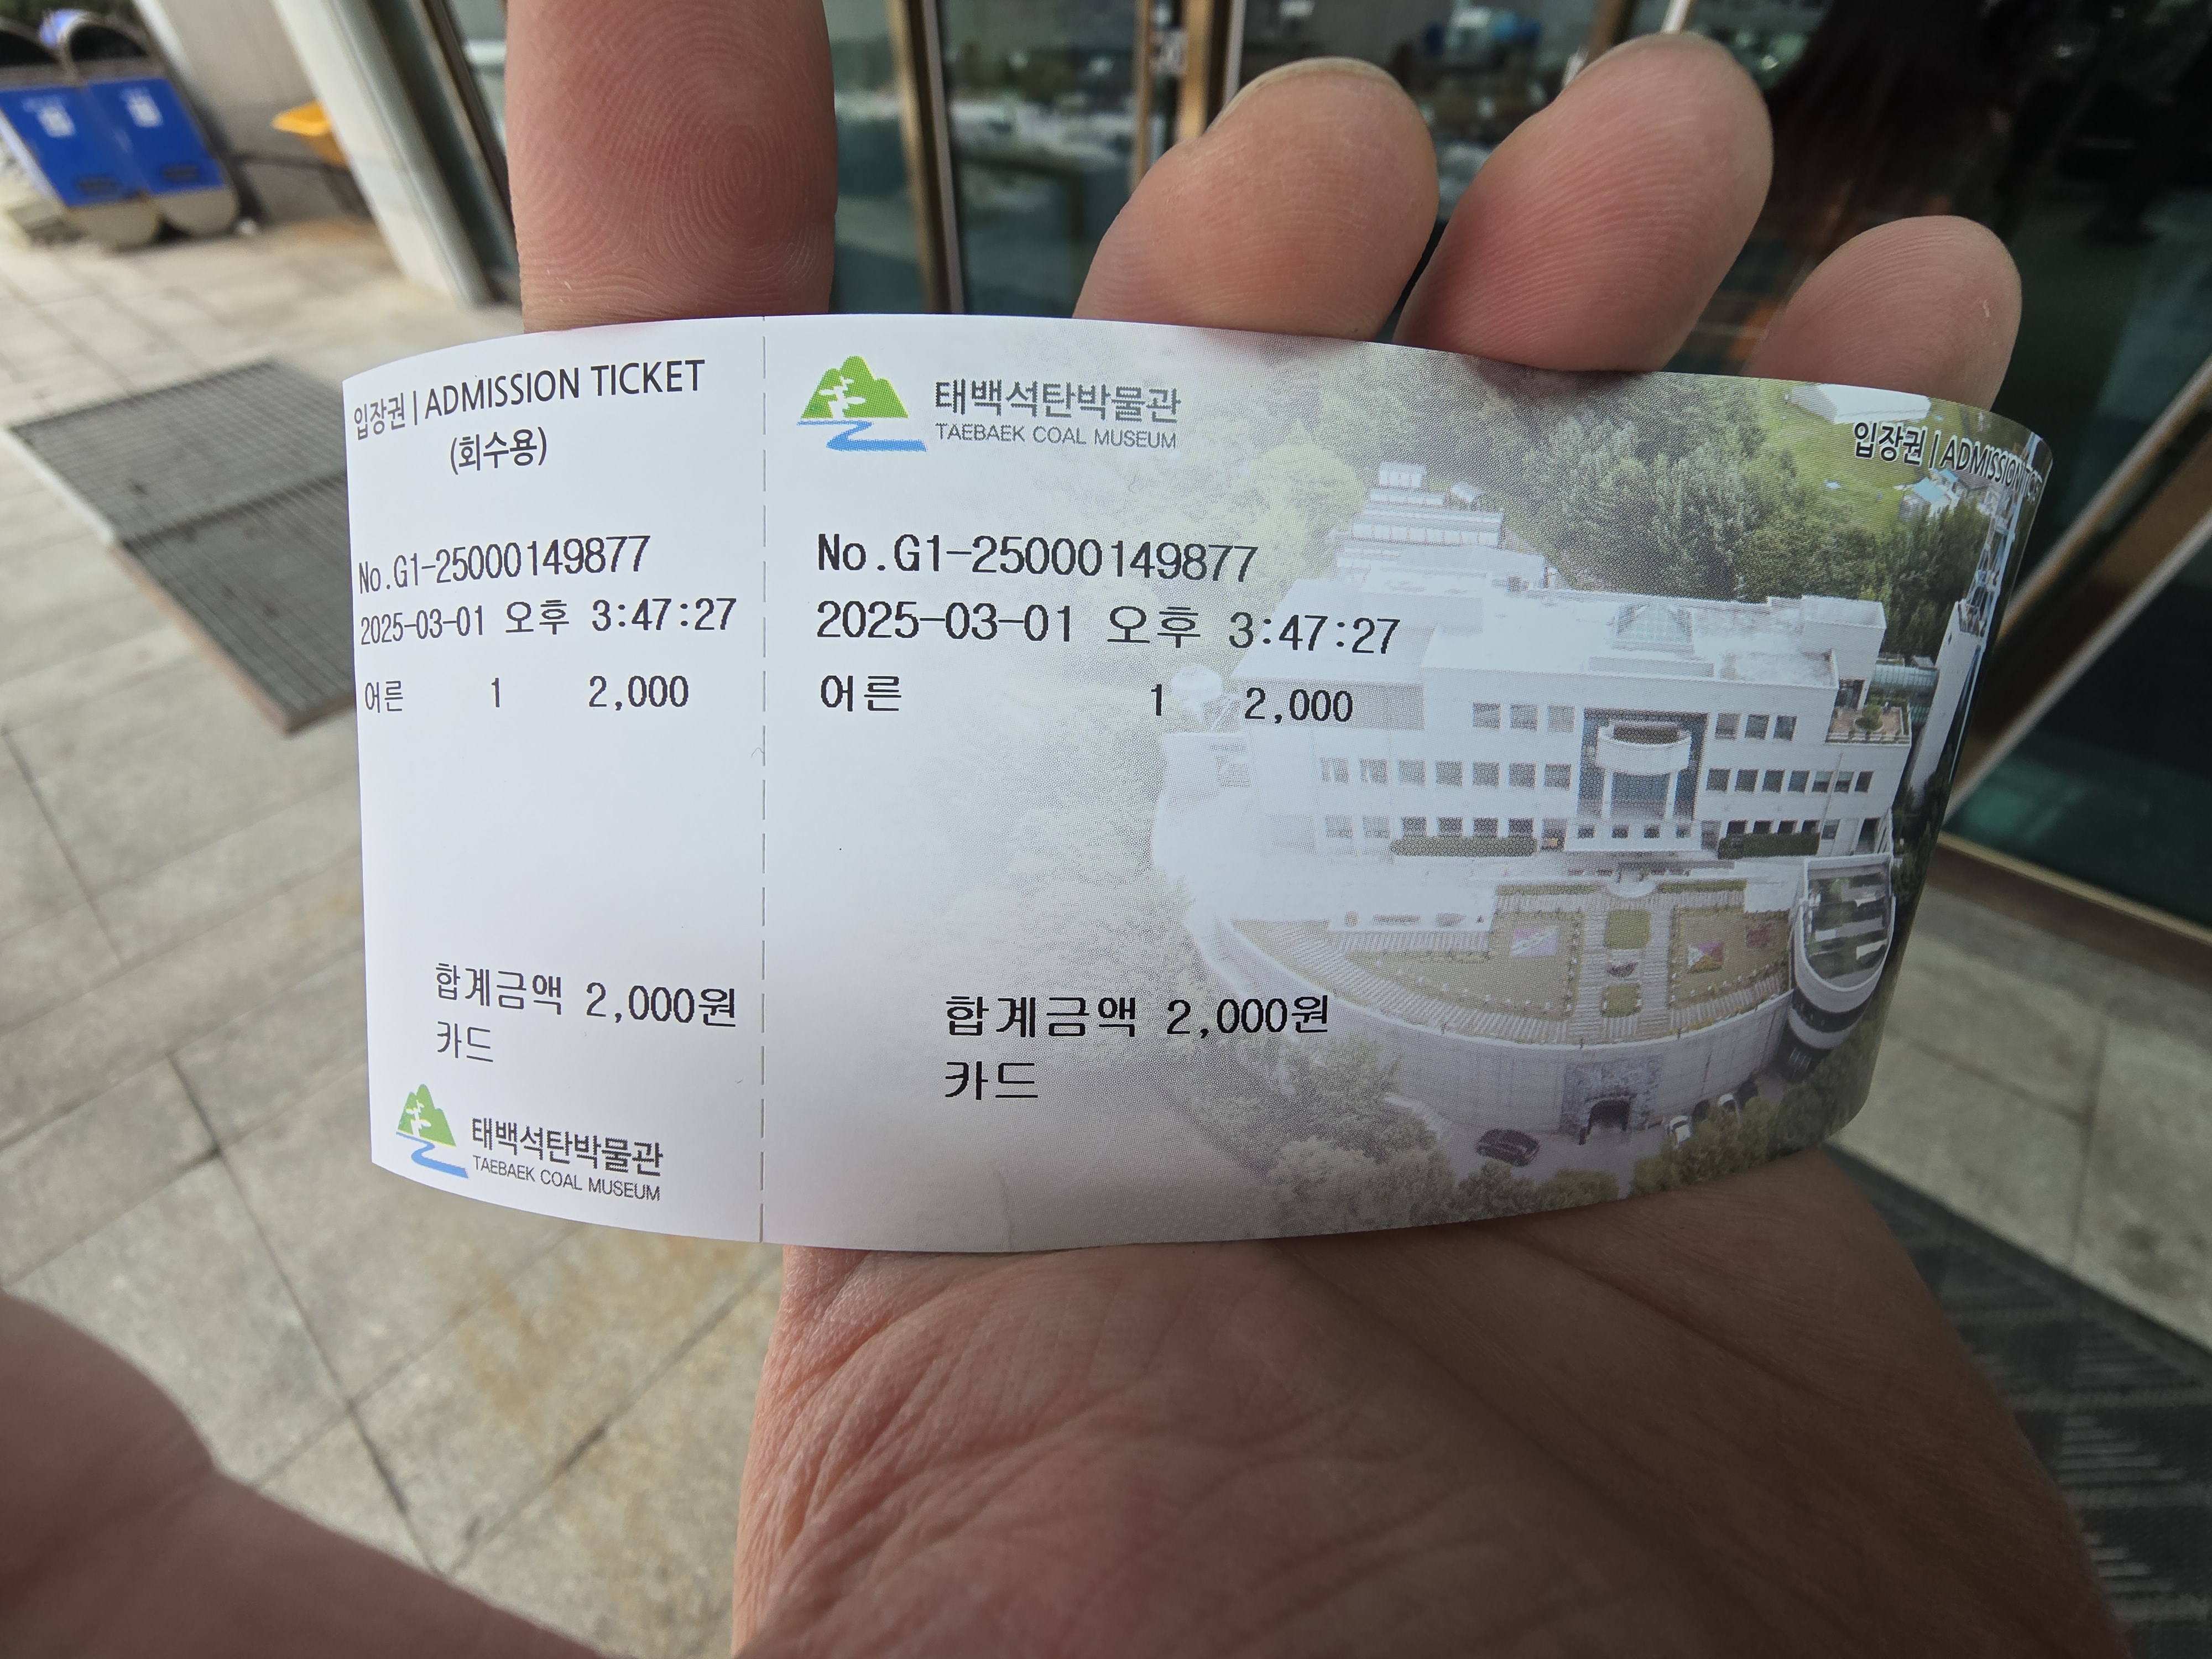 입장권 | ADMISSION TICKET
(회수용)
No.G1-25000149877
2025-03-01 오후 3:47:27
어른 1 2,000
합계금액 2,000원
카드
태백석탄박물관
TAEBAEK COAL MUSEUM
태백석탄박물관
TAEBAEK COAL MUSEUM
입장권 | ADMISSION TICKET
No.G1-25000149877
2025-03-01 오후 3:47:27
어른 1 2,000
합계금액 2,000원
카드